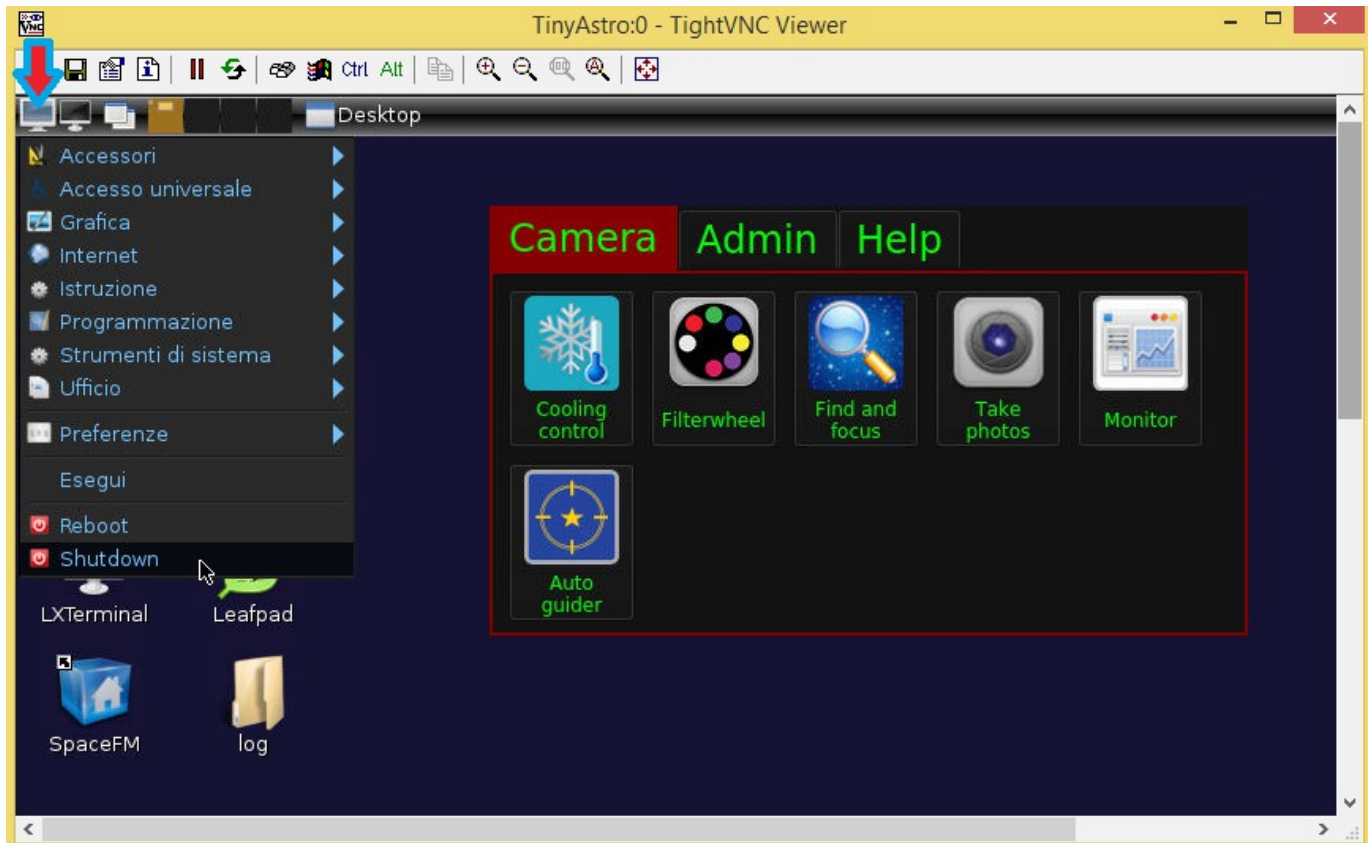 TinyAstro:0 - TightVNC Viewer
Ctrl Alt
Desktop
Accessori
Accesso universale
Grafica
Internet
Istruzione
Programmazione
Strumenti di sistema
Ufficio
Preferenze
Esegui
Reboot
Shutdown
LXTerminal
Leafpad
SpaceFM
log
Camera Admin Help
Cooling
control
Filterwheel
Find and
focus
Take
photos
Monitor
Auto
guider